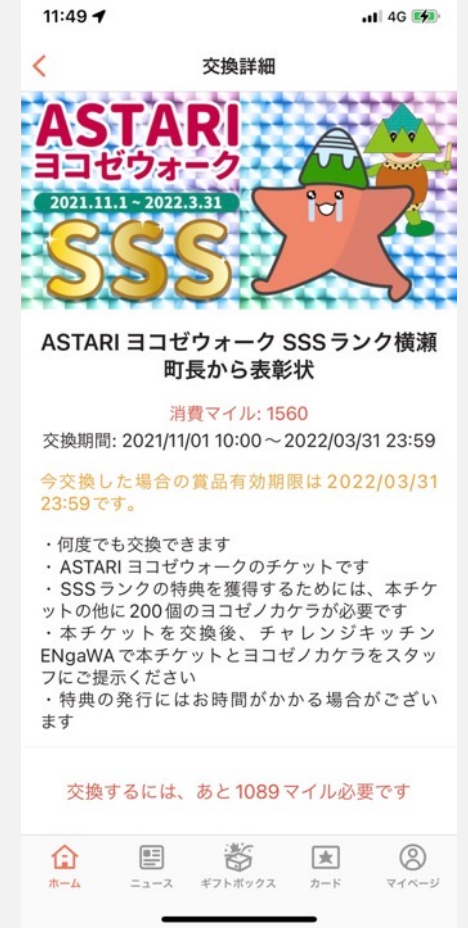 11:49
4G
交換詳細
ASTARI
ヨコゼウォーク
2021.11.1~2022.3.31
SSS
ASTARI ヨコゼウォーク SSSランク横瀬
町長から表彰状
消費マイル: 1560
交換期間: 2021/11/01 10:00～2022/03/31 23:59
今交換した場合の賞品有効期限は2022/03/31
23:59です。
・何度でも交換できます
・ASTARI ヨコゼウォークのチケットです
・SSSランクの特典を獲得するためには、本チケ
ットの他に200個のヨコゼノカケラが必要です
・本チケットを交換後、チャレンジキッチン
ENgaWAで本チケットとヨコゼノカケラをスタッ
フにご提示ください
・特典の発行にはお時間がかかる場合がござい
ます
交換するには、あと1089マイル必要です
ホーム
ニュース
ギフトボックス
カード
マイページ